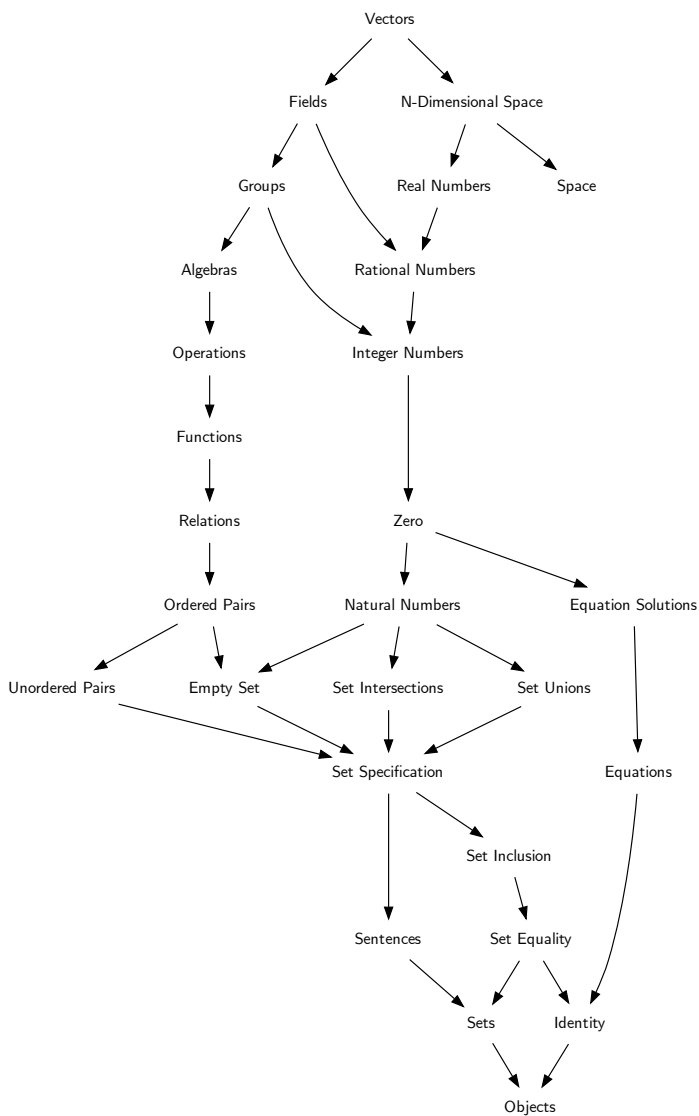 Vectors
Fields
N-Dimensional Space
Groups
Real Numbers
Space
Algebras
Rational Numbers
Operations
Integer Numbers
Functions
Relations
Zero
Ordered Pairs
Natural Numbers
Equation Solutions
Unordered Pairs
Empty Set
Set Intersections
Set Unions
Set Specification
Equations
Set Inclusion
Sentences
Set Equality
Sets
Identity
Objects